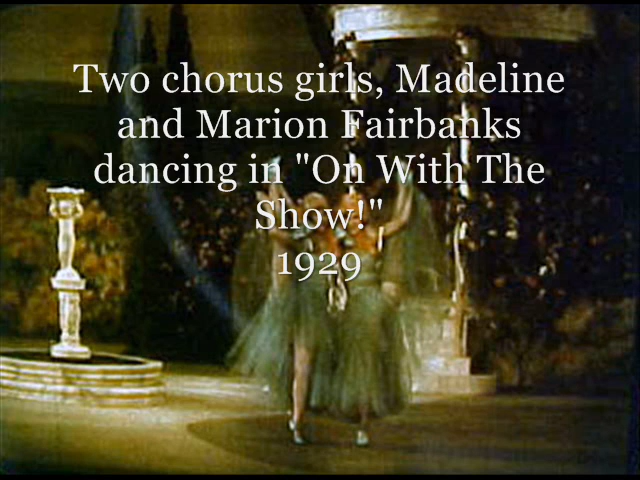 Two chorus girls, Madeline
and Marion Fairbanks
dancing in "On With The
Show!"
1929